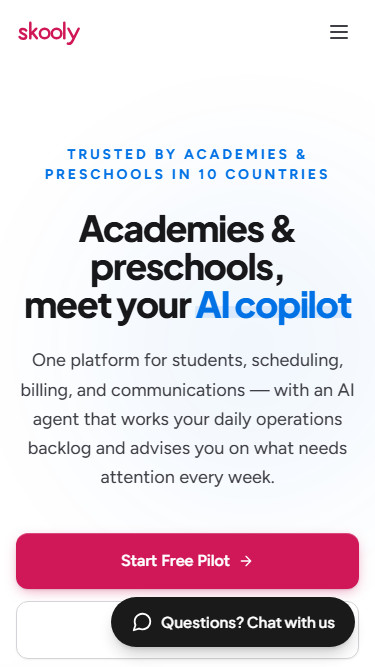 skooly
TRUSTED BY ACADEMIES &
PRESCHOOLS IN 10 COUNTRIES
Academies &
preschools,
meet your AI copilot
One platform for students, scheduling,
billing, and communications — with an AI
agent that works your daily operations
backlog and advises you on what needs
attention every week.
Start Free Pilot →
Questions? Chat with us